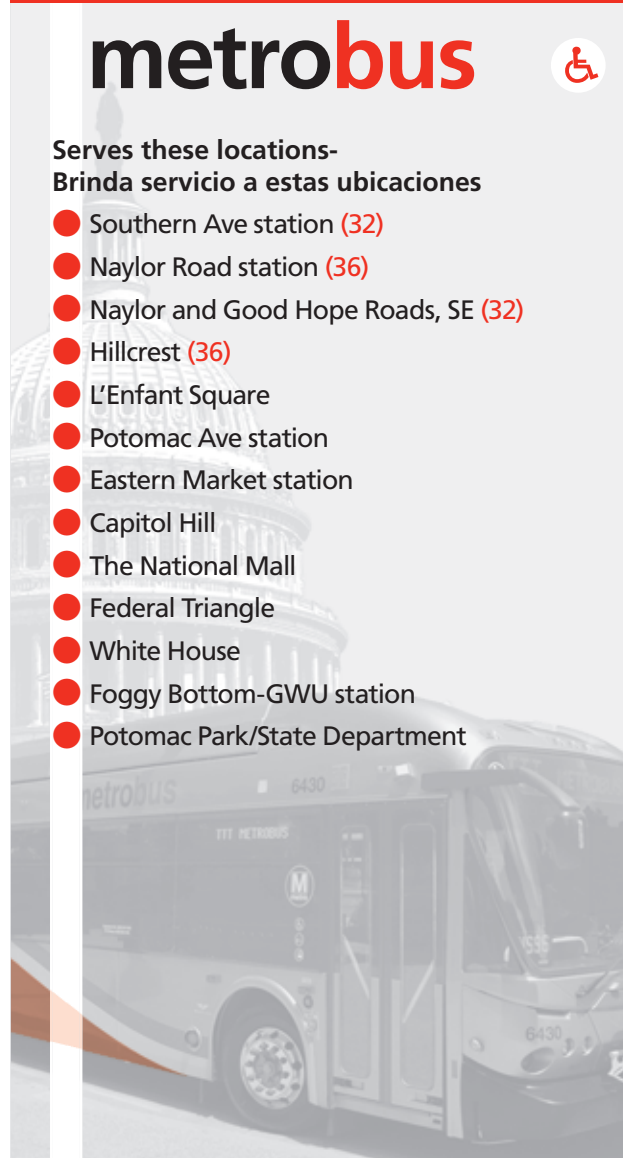 metrobus
Serves these locations-
Brinda servicio a estas ubicaciones
Southern Ave station (32)
Naylor Road station (36)
Naylor and Good Hope Roads, SE (32)
Hillcrest (36)
L’Enfant Square
Potomac Ave station
Eastern Market station
Capitol Hill
The National Mall
Federal Triangle
White House
Foggy Bottom-GWU station
Potomac Park/State Department
metrobus
6430
TTT METROBUS
M
6430